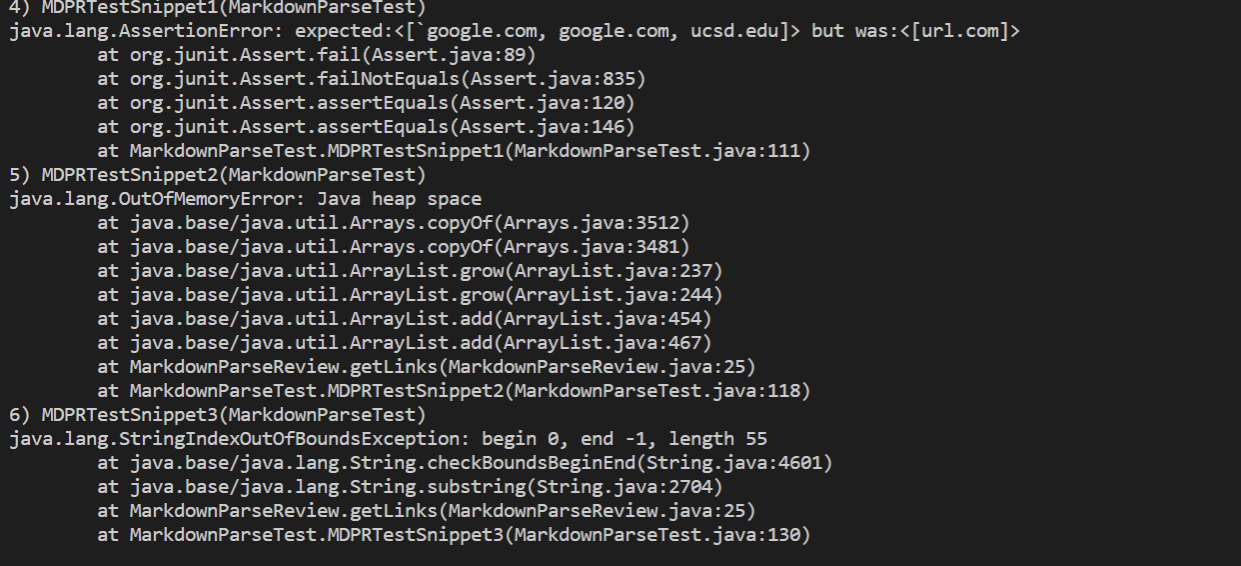 4) MDPRTestSnippet1(MarkdownParseTest)
java.lang.AssertionError: expected:<[`google.com, google.com, ucsd.edu]> but was:<[url.com]>
        at org.junit.Assert.fail(Assert.java:89)
        at org.junit.Assert.failNotEquals(Assert.java:835)
        at org.junit.Assert.assertEquals(Assert.java:120)
        at org.junit.Assert.assertEquals(Assert.java:146)
        at MarkdownParseTest.MDPRTestSnippet1(MarkdownParseTest.java:111)
5) MDPRTestSnippet2(MarkdownParseTest)
java.lang.OutOfMemoryError: Java heap space
        at java.base/java.util.Arrays.copyOf(Arrays.java:3512)
        at java.base/java.util.Arrays.copyOf(Arrays.java:3481)
        at java.base/java.util.ArrayList.grow(ArrayList.java:237)
        at java.base/java.util.ArrayList.grow(ArrayList.java:244)
        at java.base/java.util.ArrayList.add(ArrayList.java:454)
        at java.base/java.util.ArrayList.add(ArrayList.java:467)
        at MarkdownParseReview.getLinks(MarkdownParseReview.java:25)
        at MarkdownParseTest.MDPRTestSnippet2(MarkdownParseTest.java:118)
6) MDPRTestSnippet3(MarkdownParseTest)
java.lang.StringIndexOutOfBoundsException: begin 0, end -1, length 55
        at java.base/java.lang.String.checkBoundsBeginEnd(String.java:4601)
        at java.base/java.lang.String.substring(String.java:2704)
        at MarkdownParseReview.getLinks(MarkdownParseReview.java:25)
        at MarkdownParseTest.MDPRTestSnippet3(MarkdownParseTest.java:130)